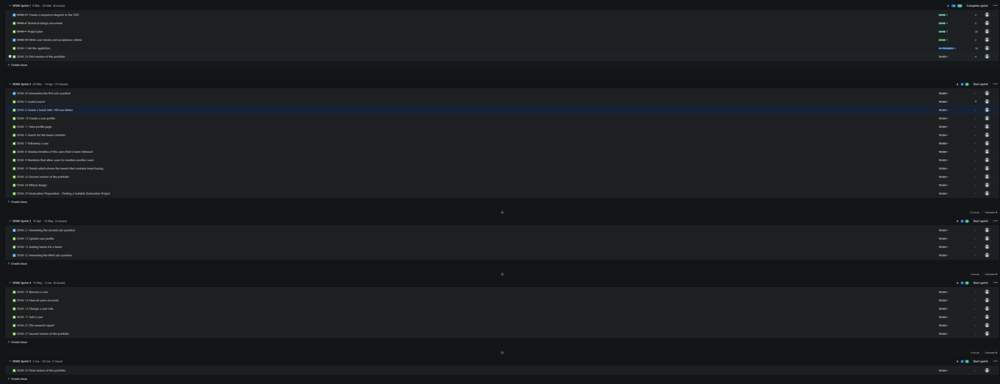 SEM6 Sprint 1 4 Mar – 24 Mar (6 issues) 4 16 29 Complete sprint •••
SEM6-31 Create a sequence diagram in the TDD DONE 2
SEM6-2 Technical design document DONE 5
SEM6-1 Project plan DONE 20
SEM6-30 Write user stories and acceptance criteria DONE 2
SEM6-3 Init the appliction IN PROGRESS 16
SEM6-24 First version of the portfolio TO DO 4
+ Create issue
SEM6 Sprint 2 24 Mar – 14 Apr (13 issues) 8 0 0 Start sprint •••
SEM6-20 Answering the first sub question TO DO -
SEM6-4 Login/Logout TO DO 8
SEM6-6 Create a tweet with 140 max letters TO DO -
SEM6-18 Create a user profile TO DO -
SEM6-11 View profile page TO DO -
SEM6-5 Search for the tweet contents TO DO -
SEM6-7 Following a user TO DO -
SEM6-8 Viewing timeline of the users that is been followed TO DO -
SEM6-9 Mentions that allow users to mention another users TO DO -
SEM6-10 Trends which shows the tweets that contains trend hastag TO DO -
SEM6-26 Second version of the portfolio TO DO -
SEM6-28 Ethical design TO DO -
SEM6-29 Graduation Preparation - Finding a Suitable Graduation Project TO DO -
+ Create issue
13 issues | Estimate: 8
SEM6 Sprint 3 15 Apr – 12 May (4 issues) 0 0 0 Start sprint •••
SEM6-21 Answering the second sub question TO DO -
SEM6-12 Update user profile TO DO -
SEM6-13 Adding hearts for a tweet TO DO -
SEM6-22 Answering the third sub question TO DO -
+ Create issue
4 issues | Estimate: 0
SEM6 Sprint 4 13 May – 2 Jun (6 issues) 0 0 0 Start sprint •••
SEM6-15 Remove a user TO DO -
SEM6-14 View all users accounts TO DO -
SEM6-16 Change a user role TO DO -
SEM6-17 Add a user TO DO -
SEM6-23 The research report TO DO -
SEM6-27 Second version of the portfolio TO DO -
+ Create issue
6 issues | Estimate: 0
SEM6 Sprint 5 3 Jun – 23 Jun (1 issue) 0 0 0 Start sprint •••
SEM6-25 Final version of the portfolio TO DO -
+ Create issue